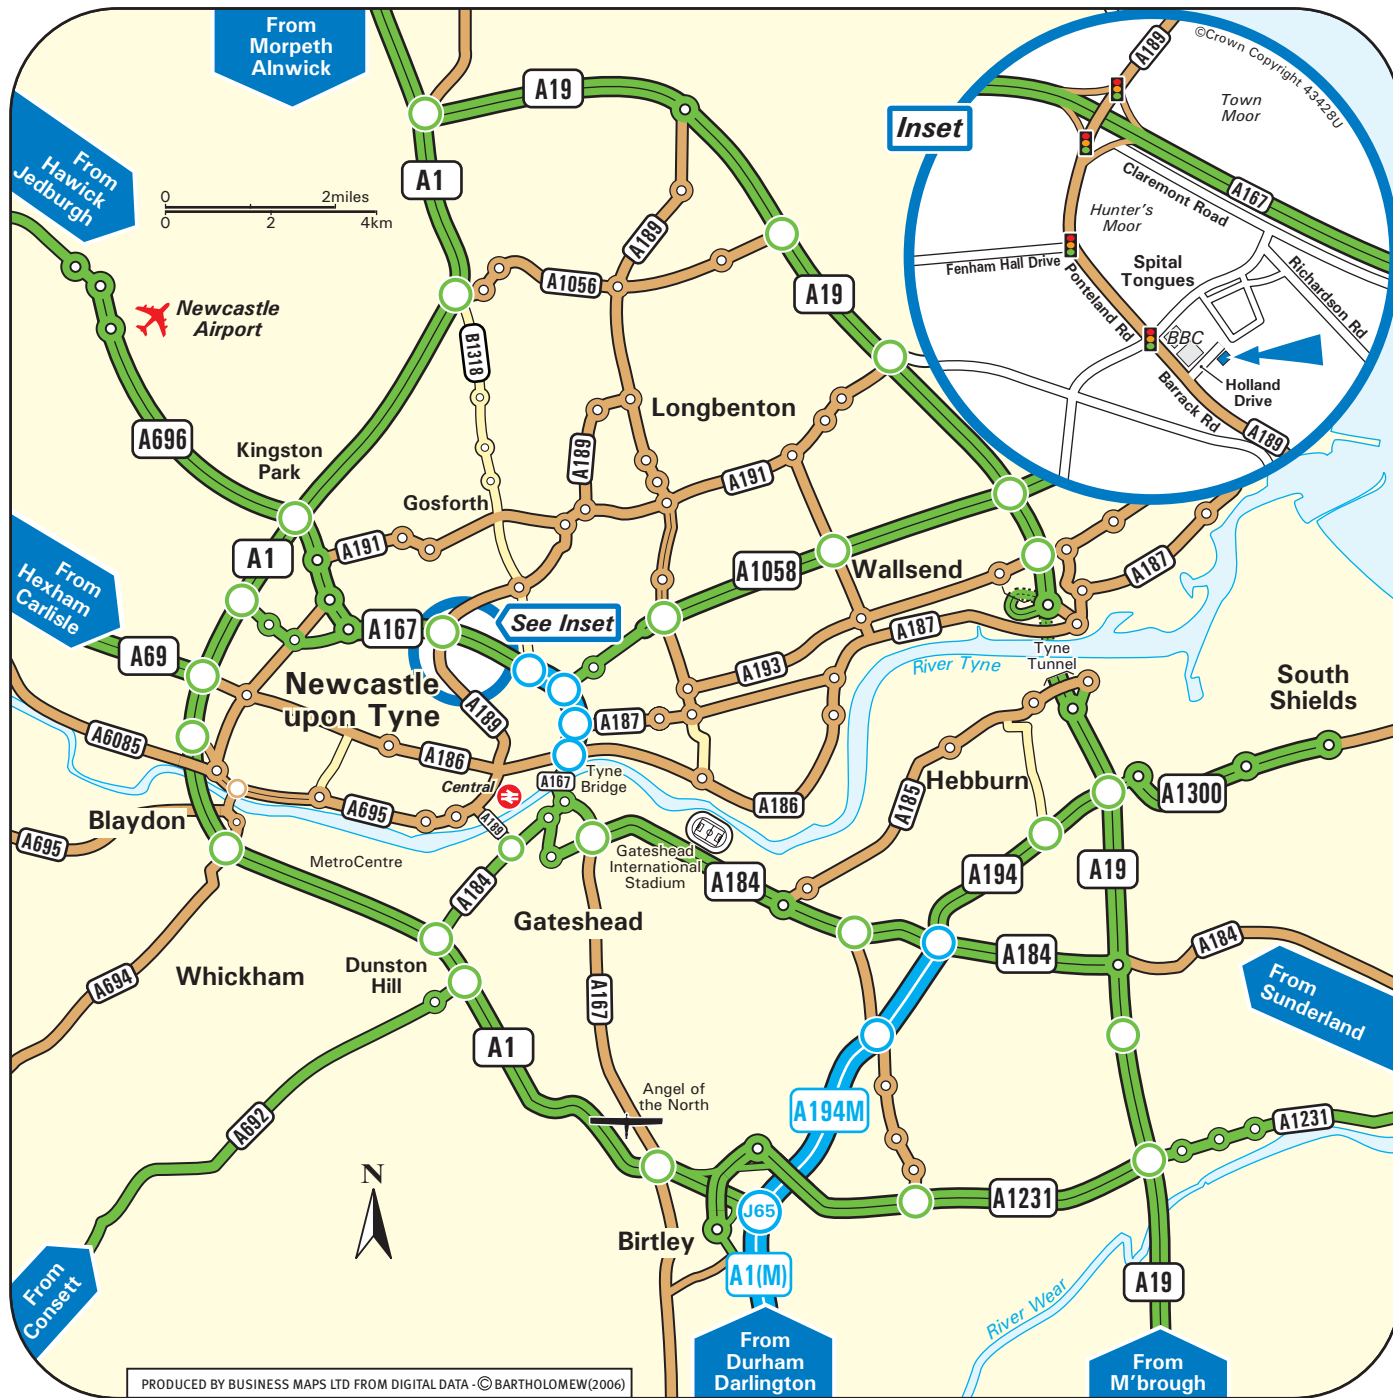 From
Morpeth
Alnwick
A19
A189
©Crown Copyright 43428U
Town
Moor
Inset
From
Hawick
Jedburgh
A1
0
2miles
0
2
4km
A189
Claremont Road
A167
Hunter's
Moor
Fenham Hall Drive
Ponteland Rd
Spital
Tongues
Richardson Rd
BBC
Holland
Drive
Barrack Rd
A189
Newcastle
Airport
A1056
A19
B1318
Longbenton
A696
Kingston
Park
A189
A191
Gosforth
A1
A191
From
Hexham
Carlisle
A1058
Wallsend
A187
A167
See Inset
A187
A69
A193
River Tyne
Tyne
Tunnel
South
Shields
Newcastle
upon Tyne
A189
A187
A6085
A186
Central
A167
Tyne
Bridge
Hebburn
A1300
A186
A185
Blaydon
A695
A189
A695
MetroCentre
Gateshead
International
Stadium
A184
A184
A194
A19
Gateshead
A184
A184
Whickham
Dunston
Hill
A694
A167
From
Sunderland
A1
Angel of
the North
A194M
A692
A1231
N
A1231
J65
Birtley
A1(M)
A19
River Wear
From
Consett
From
Durham
Darlington
From
M'brough
PRODUCED BY BUSINESS MAPS LTD FROM DIGITAL DATA - © BARTHOLOMEW(2006)